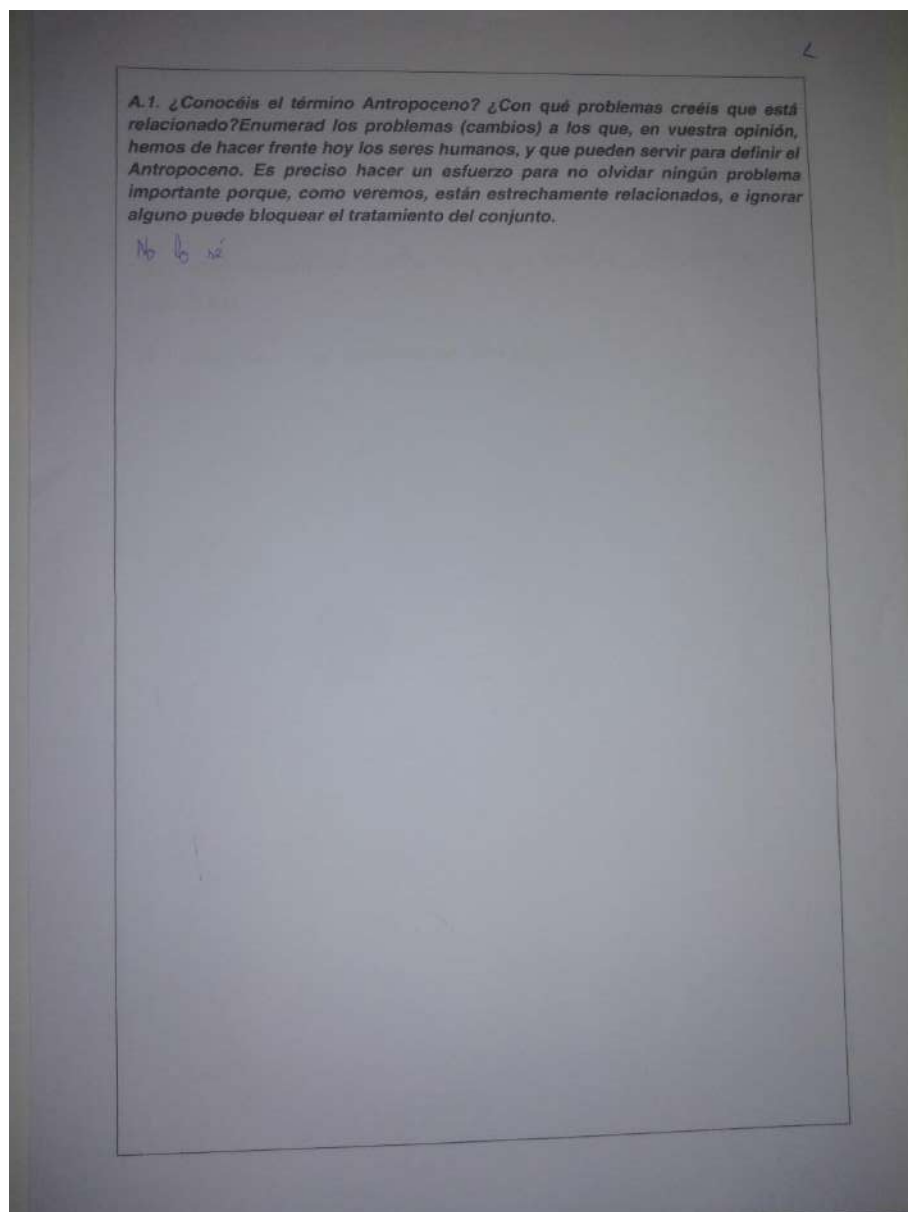 A.1. ¿Conocéis el término Antropoceno? ¿Con qué problemas creéis que está
relacionado?Enumerad los problemas (cambios) a los que, en vuestra opinión,
hemos de hacer frente hoy los seres humanos, y que pueden servir para definir el
Antropoceno. Es preciso hacer un esfuerzo para no olvidar ningún problema
importante porque, como veremos, están estrechamente relacionados, e ignorar
alguno puede bloquear el tratamiento del conjunto.
No lo sé